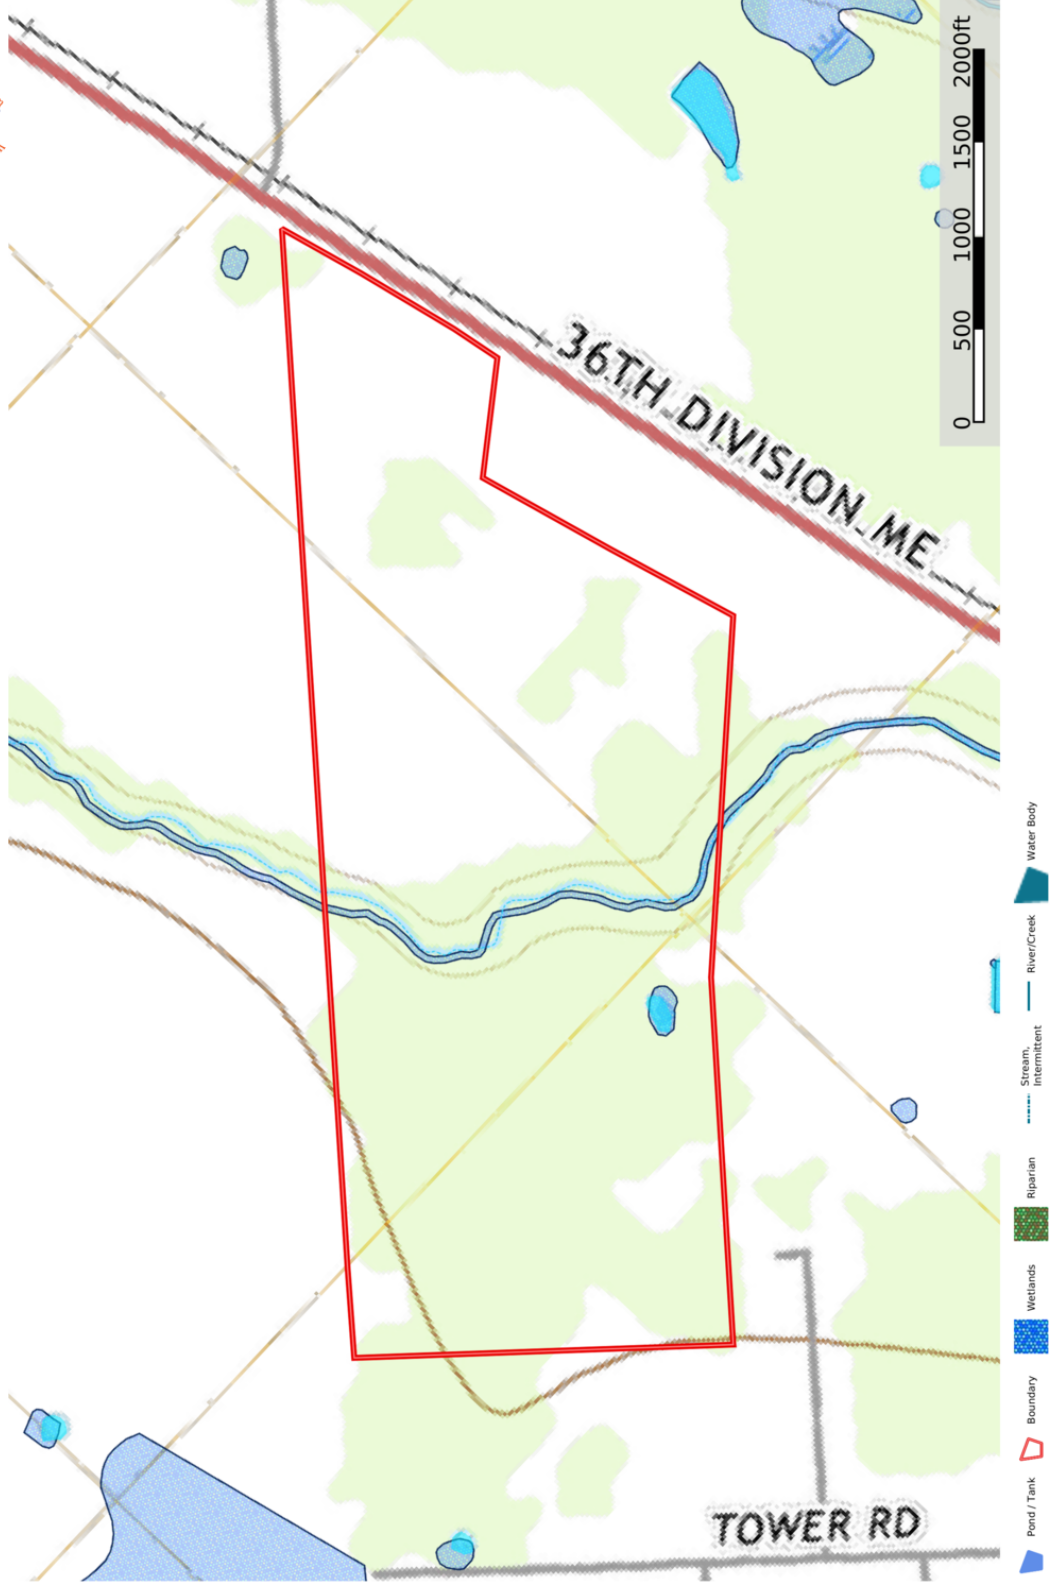 36TH DIVISION ME
TOWER RD
0 500 1000 1500 2000ft
Pond / Tank
Boundary
Wetlands
Riparian
Stream,
Intermittent
River/Creek
Water Body